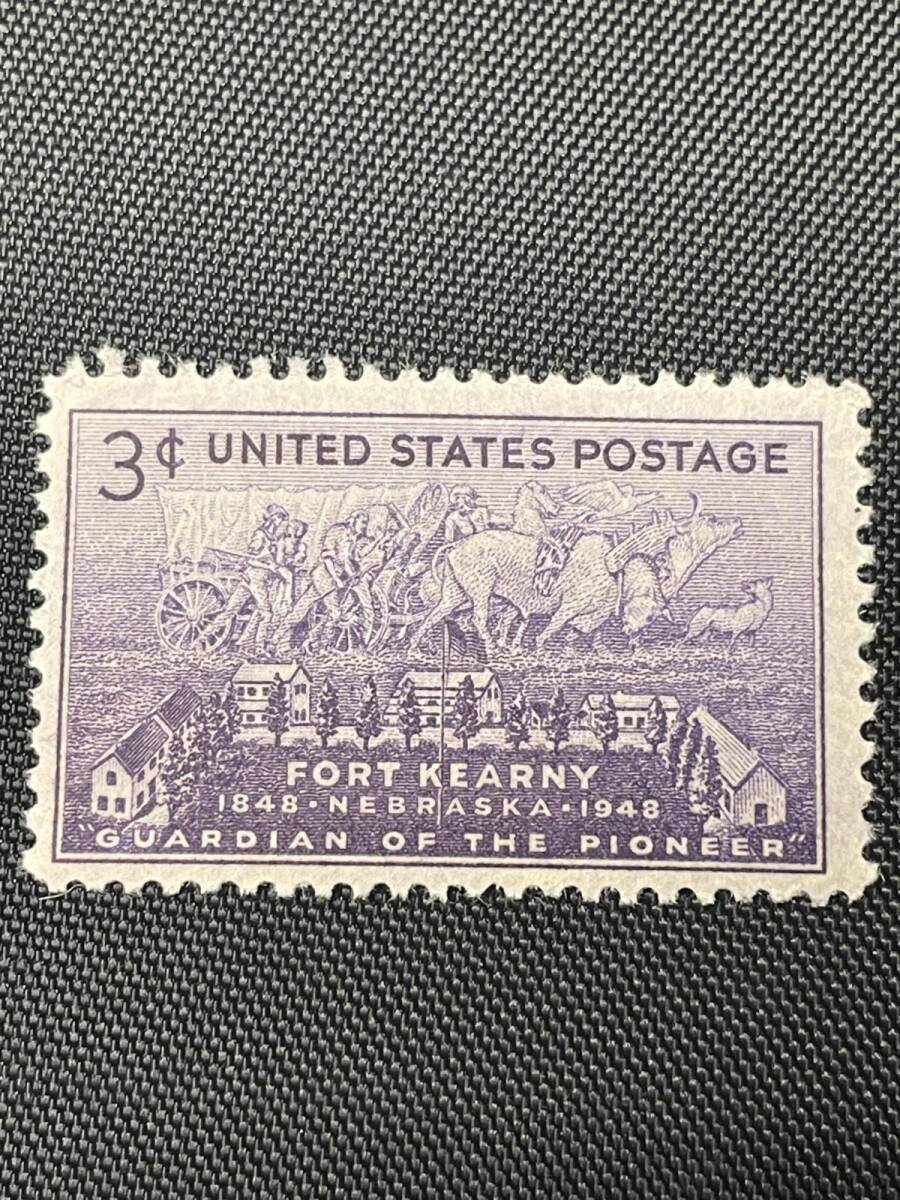 3¢ UNITED STATES POSTAGE
FORT KEARNY
1848·NEBRASKA·1948
"GUARDIAN OF THE PIONEER"